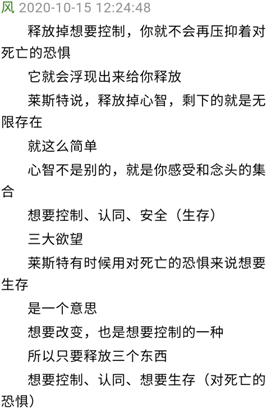 风 2020-10-15 12:24:48
释放掉想要控制，你就不会再压抑着对
死亡的恐惧
它就会浮现出来给你释放
莱斯特说，释放掉心智，剩下的就是无
限存在
就这么简单
心智不是别的，就是你感受和念头的集
合
想要控制、认同、安全（生存）
三大欲望
莱斯特有时候用对死亡的恐惧来说想要
生存
是一个意思
想要改变，也是想要控制的一种
所以只要释放三个东西
想要控制、认同、想要生存（对死亡的
恐惧）